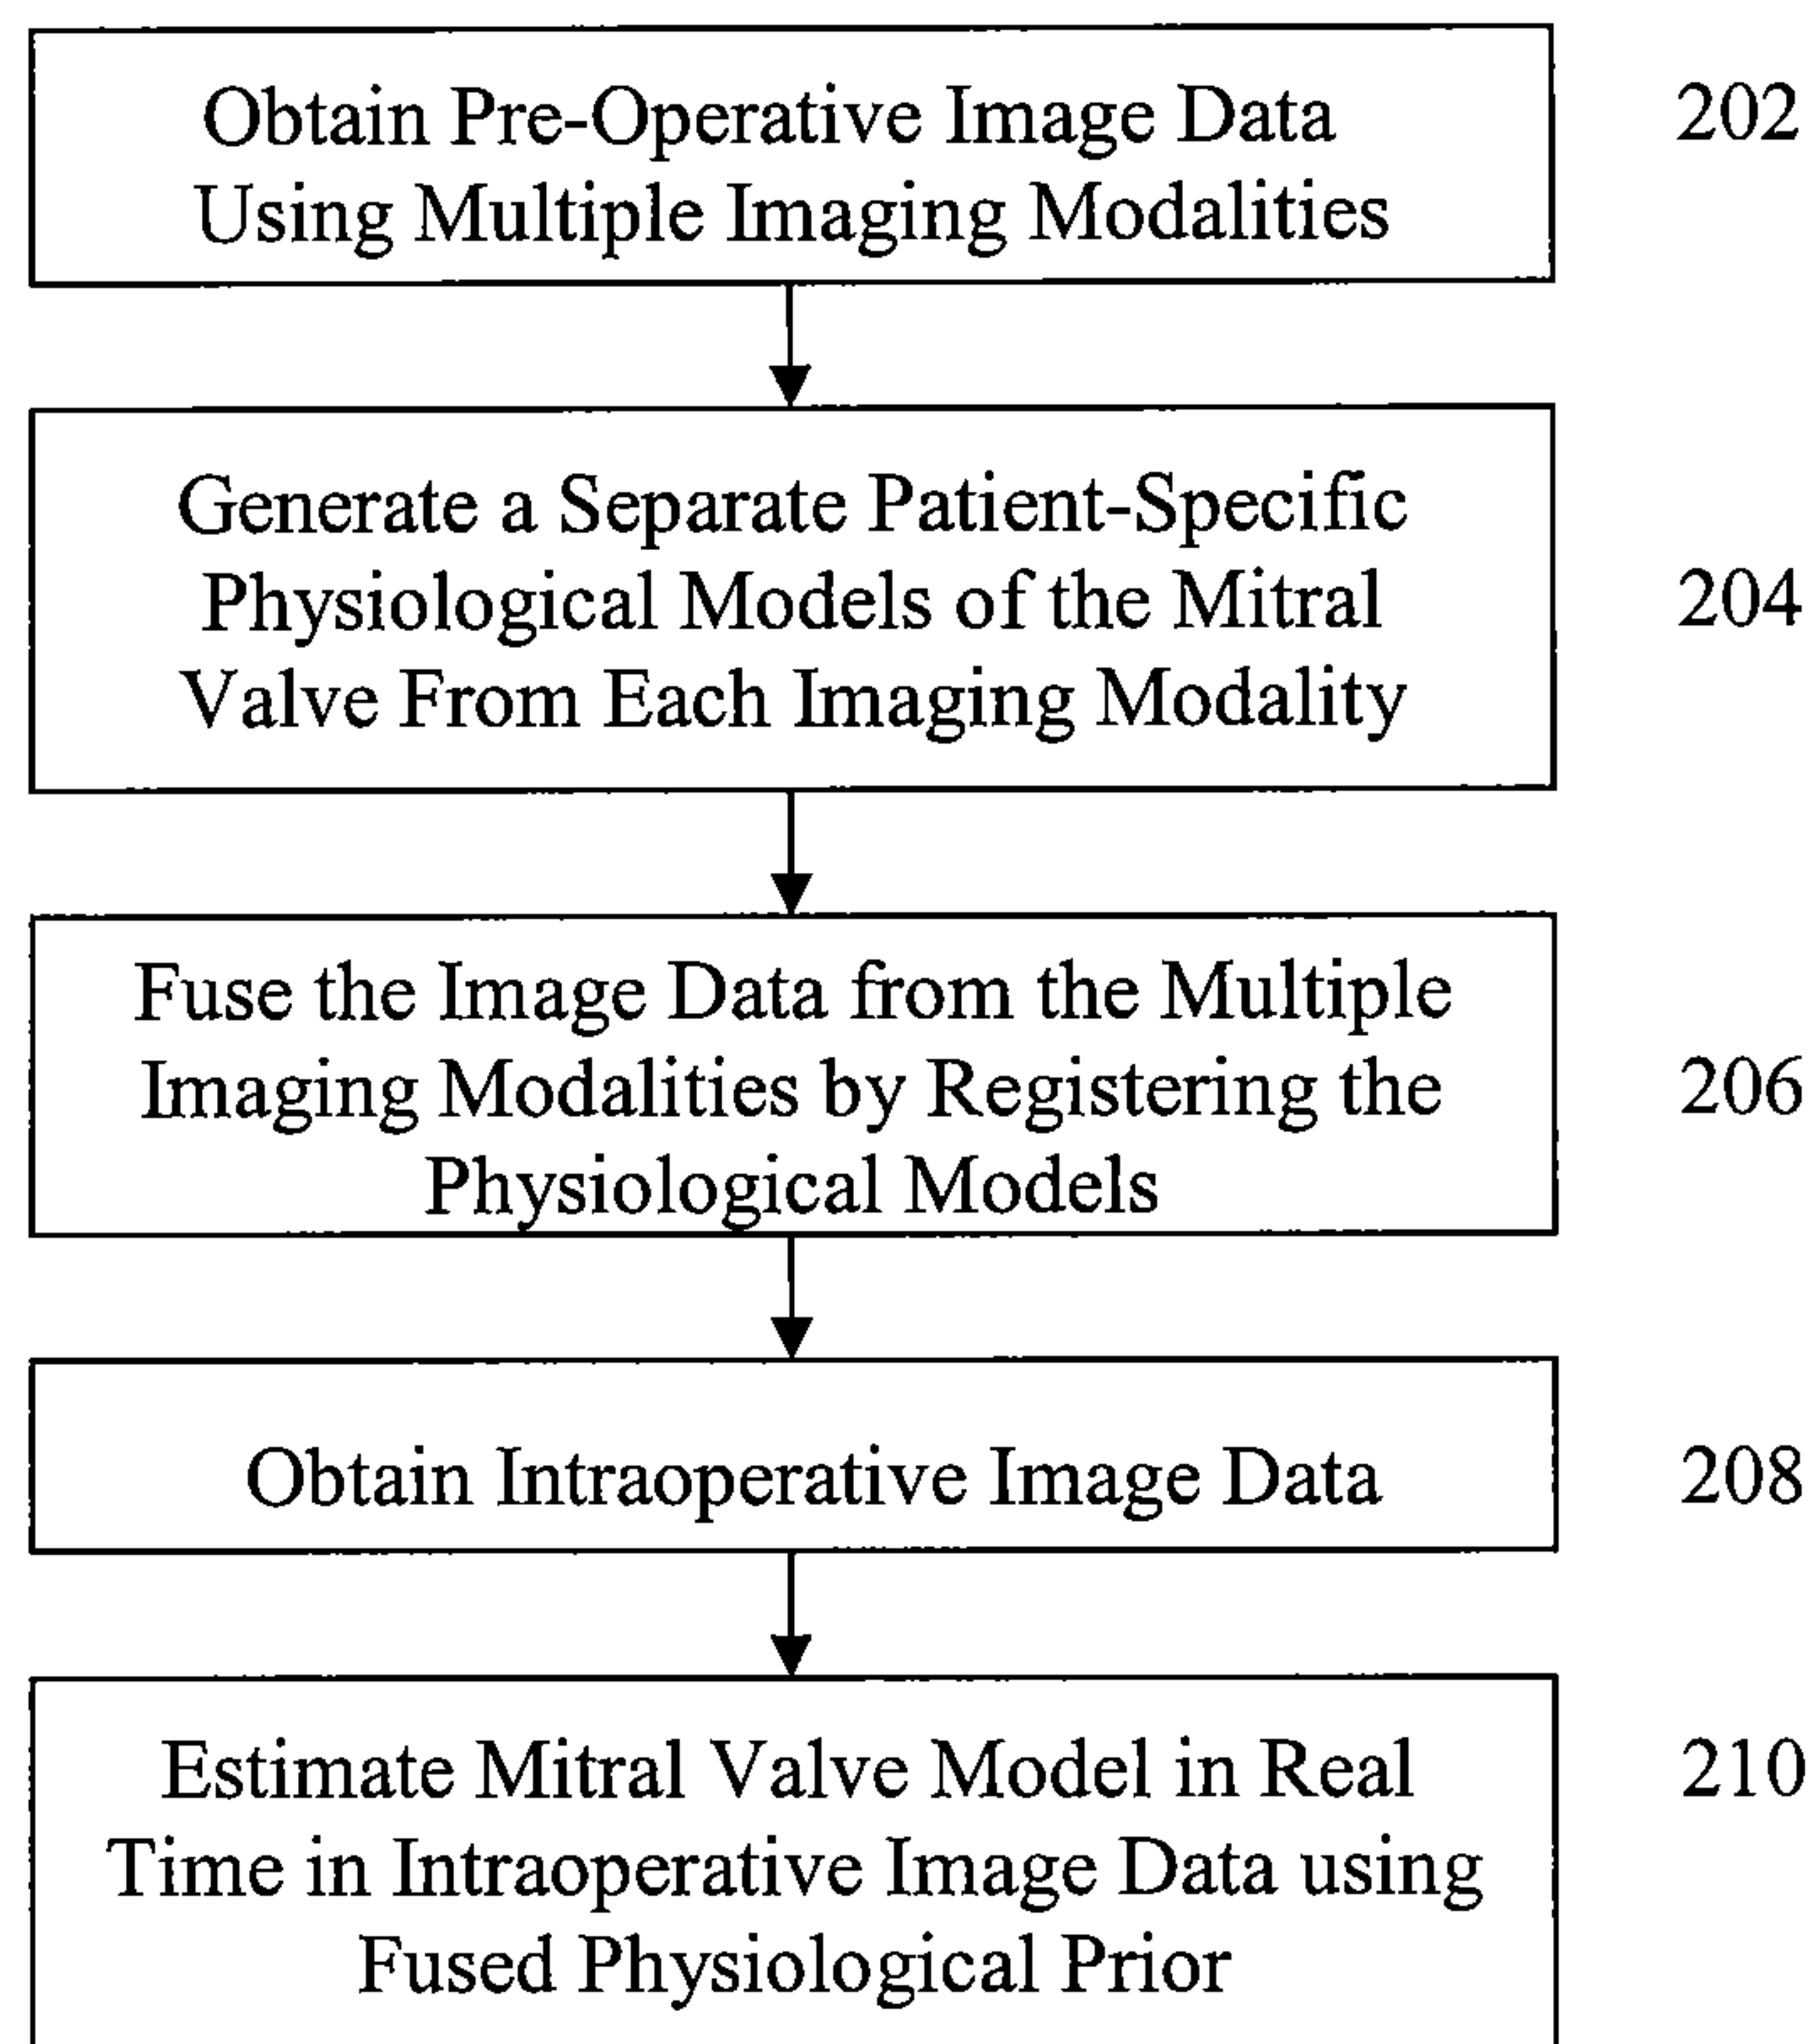 Obtain Pre-Operative Image Data
Using Multiple Imaging Modalities
202
Generate a Separate Patient-Specific
Physiological Models of the Mitral
Valve From Each Imaging Modality
204
Fuse the Image Data from the Multiple
Imaging Modalities by Registering the
Physiological Models
206
Obtain Intraoperative Image Data
208
Estimate Mitral Valve Model in Real
Time in Intraoperative Image Data using
Fused Physiological Prior
210